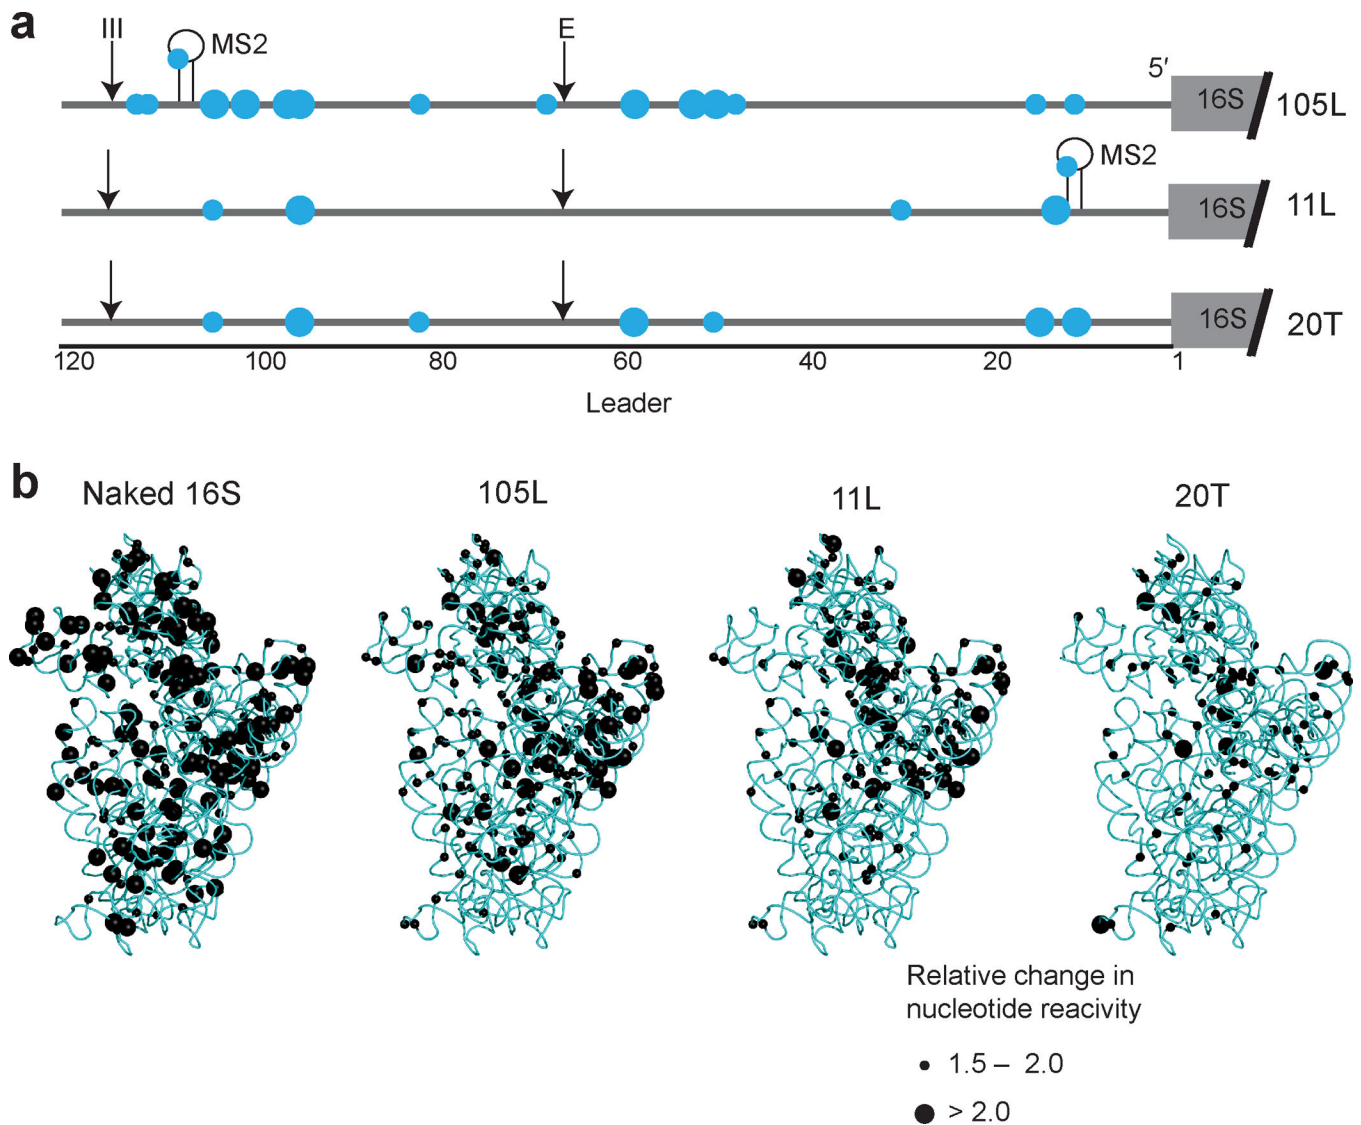 a
III
MS2
E
5′
16S
105L
MS2
16S
11L
16S
20T
120 100 80 60 40 20 1
Leader
b
Naked 16S 105L 11L 20T
Relative change in
nucleotide reacivity
1.5 – 2.0
> 2.0